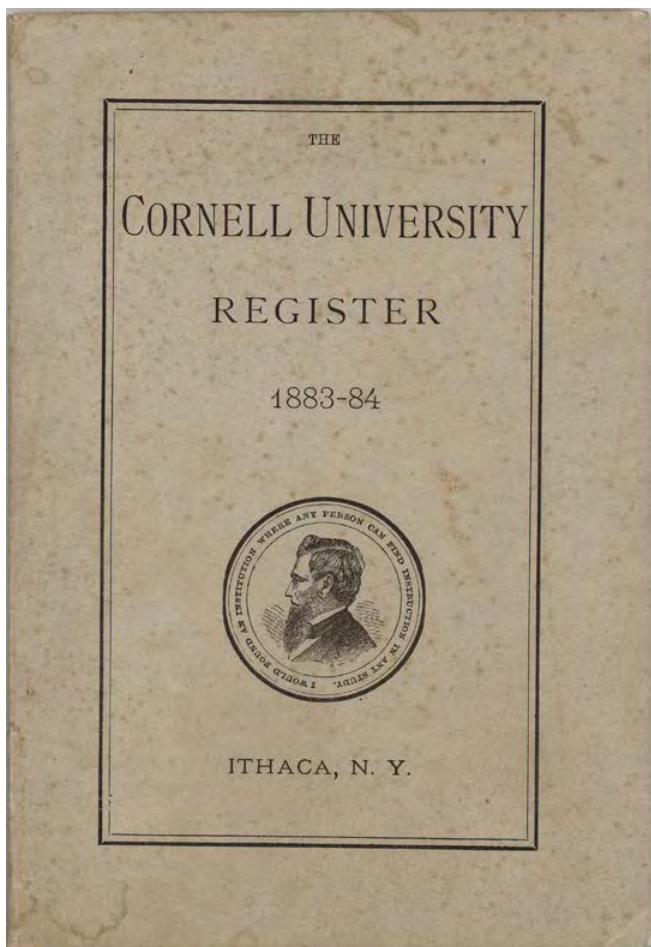 THE
CORNELL UNIVERSITY
REGISTER
1883-84
I WOULD FOUND AN INSTITUTION WHERE ANY PERSON CAN FIND INSTRUCTION IN ANY STUDY.
ITHACA, N. Y.